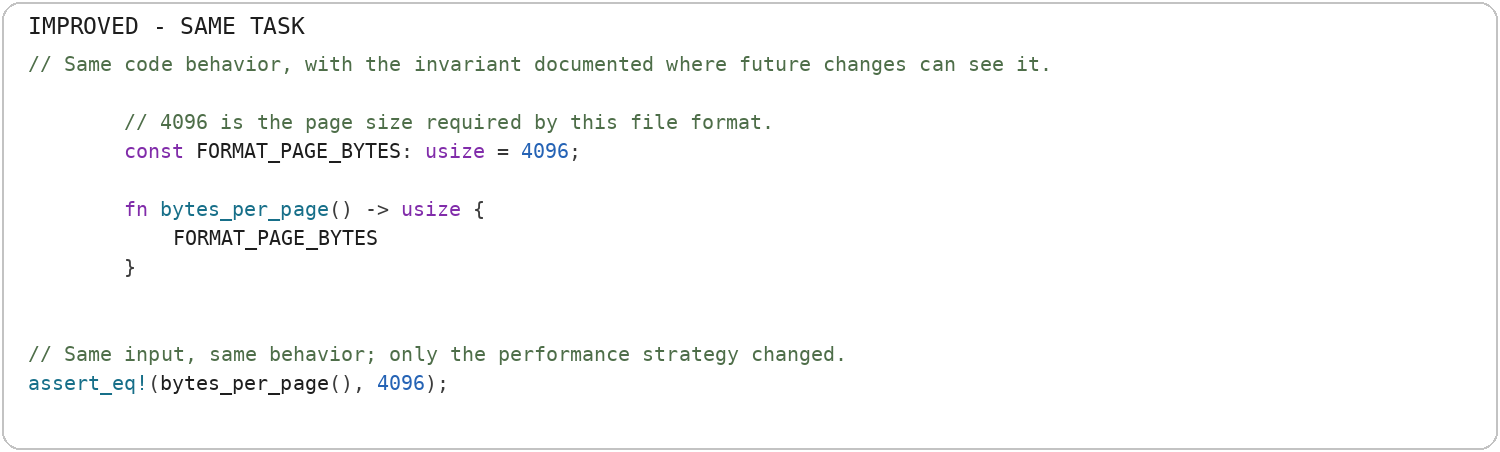 IMPROVED - SAME TASK
// Same code behavior, with the invariant documented where future changes can see it.
// 4096 is the page size required by this file format.
const FORMAT_PAGE_BYTES: usize = 4096;
fn bytes_per_page() -> usize {
FORMAT_PAGE_BYTES
}
// Same input, same behavior; only the performance strategy changed.
assert_eq!(bytes_per_page(), 4096);